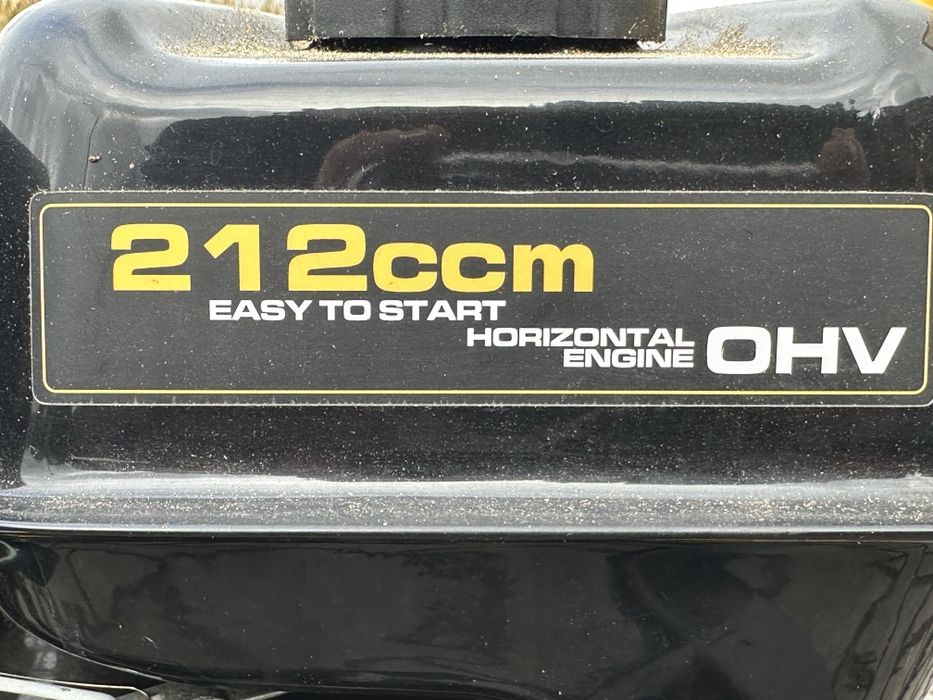 212ccm
EASY TO START
HORIZONTAL
ENGINE OHV